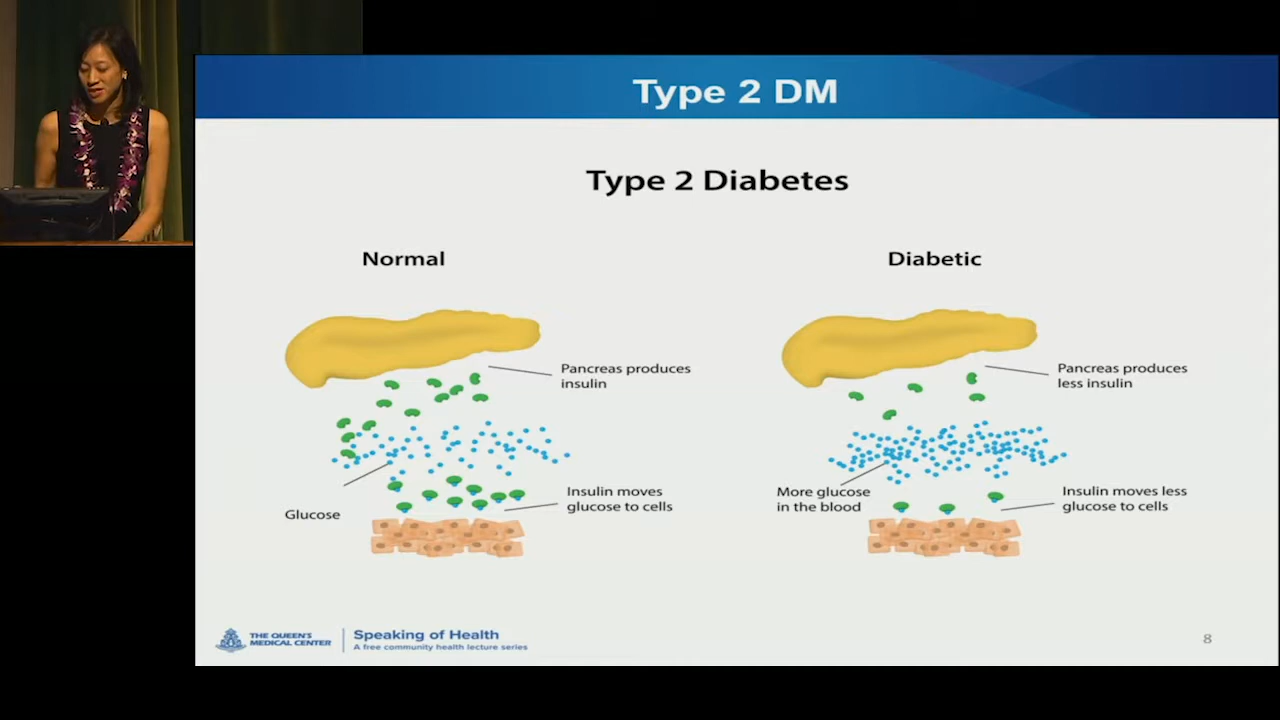 Type 2 DM
Type 2 Diabetes
Normal
Pancreas produces
insulin
Glucose
Insulin moves
glucose to cells
Diabetic
Pancreas produces
less insulin
More glucose
in the blood
Insulin moves less
glucose to cells
THE QUEEN'S
MEDICAL CENTER
Speaking of Health
A free community health lecture series
8